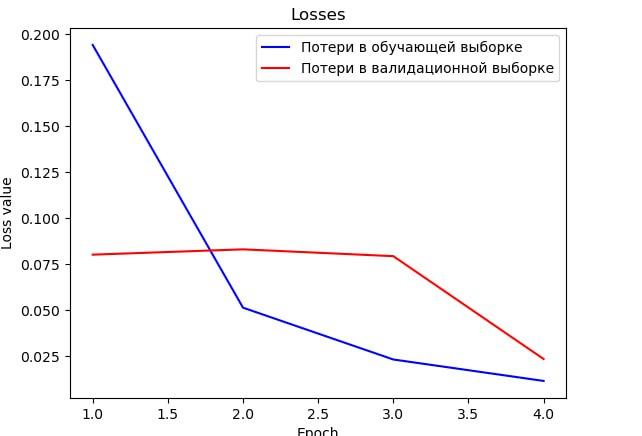 Losses
0.200
0.175
0.150
0.125
0.100
0.075
0.050
0.025
Loss value
Потери в обучающей выборке
Потери в валидационной выборке
1.0 1.5 2.0 2.5 3.0 3.5 4.0
Epoch